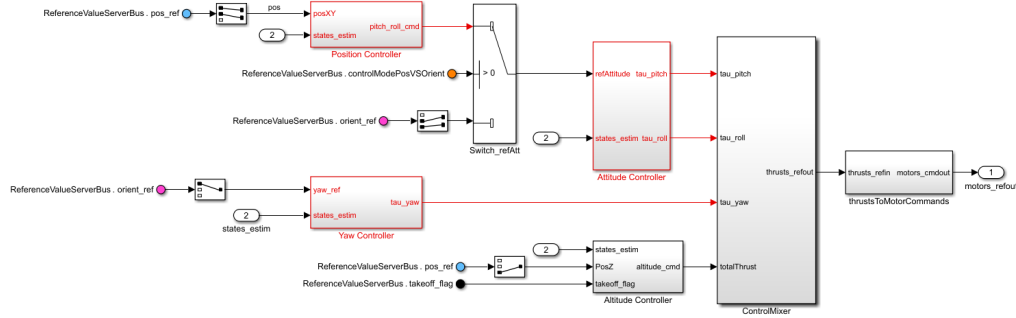 ReferenceValueServerBus . pos_ref
pos
posXY
pitch_roll_cmd
2
states_estim
Position Controller
ReferenceValueServerBus . controlModePosVSOrient
> 0
refAttitude
tau_pitch
tau_pitch
ReferenceValueServerBus . orient_ref
2
states_estim
tau_roll
tau_roll
Switch_refAtt
Attitude Controller
thrusts_refout
thrusts_refin
motors_cmdout
1
motors_refout
thrustsToMotorCommands
ReferenceValueServerBus . orient_ref
yaw_ref
tau_yaw
tau_yaw
2
states_estim
states_estim
Yaw Controller
2
states_estim
ReferenceValueServerBus . pos_ref
PosZ
altitude_cmd
totalThrust
ReferenceValueServerBus . takeoff_flag
takeoff_flag
Altitude Controller
ControlMixer